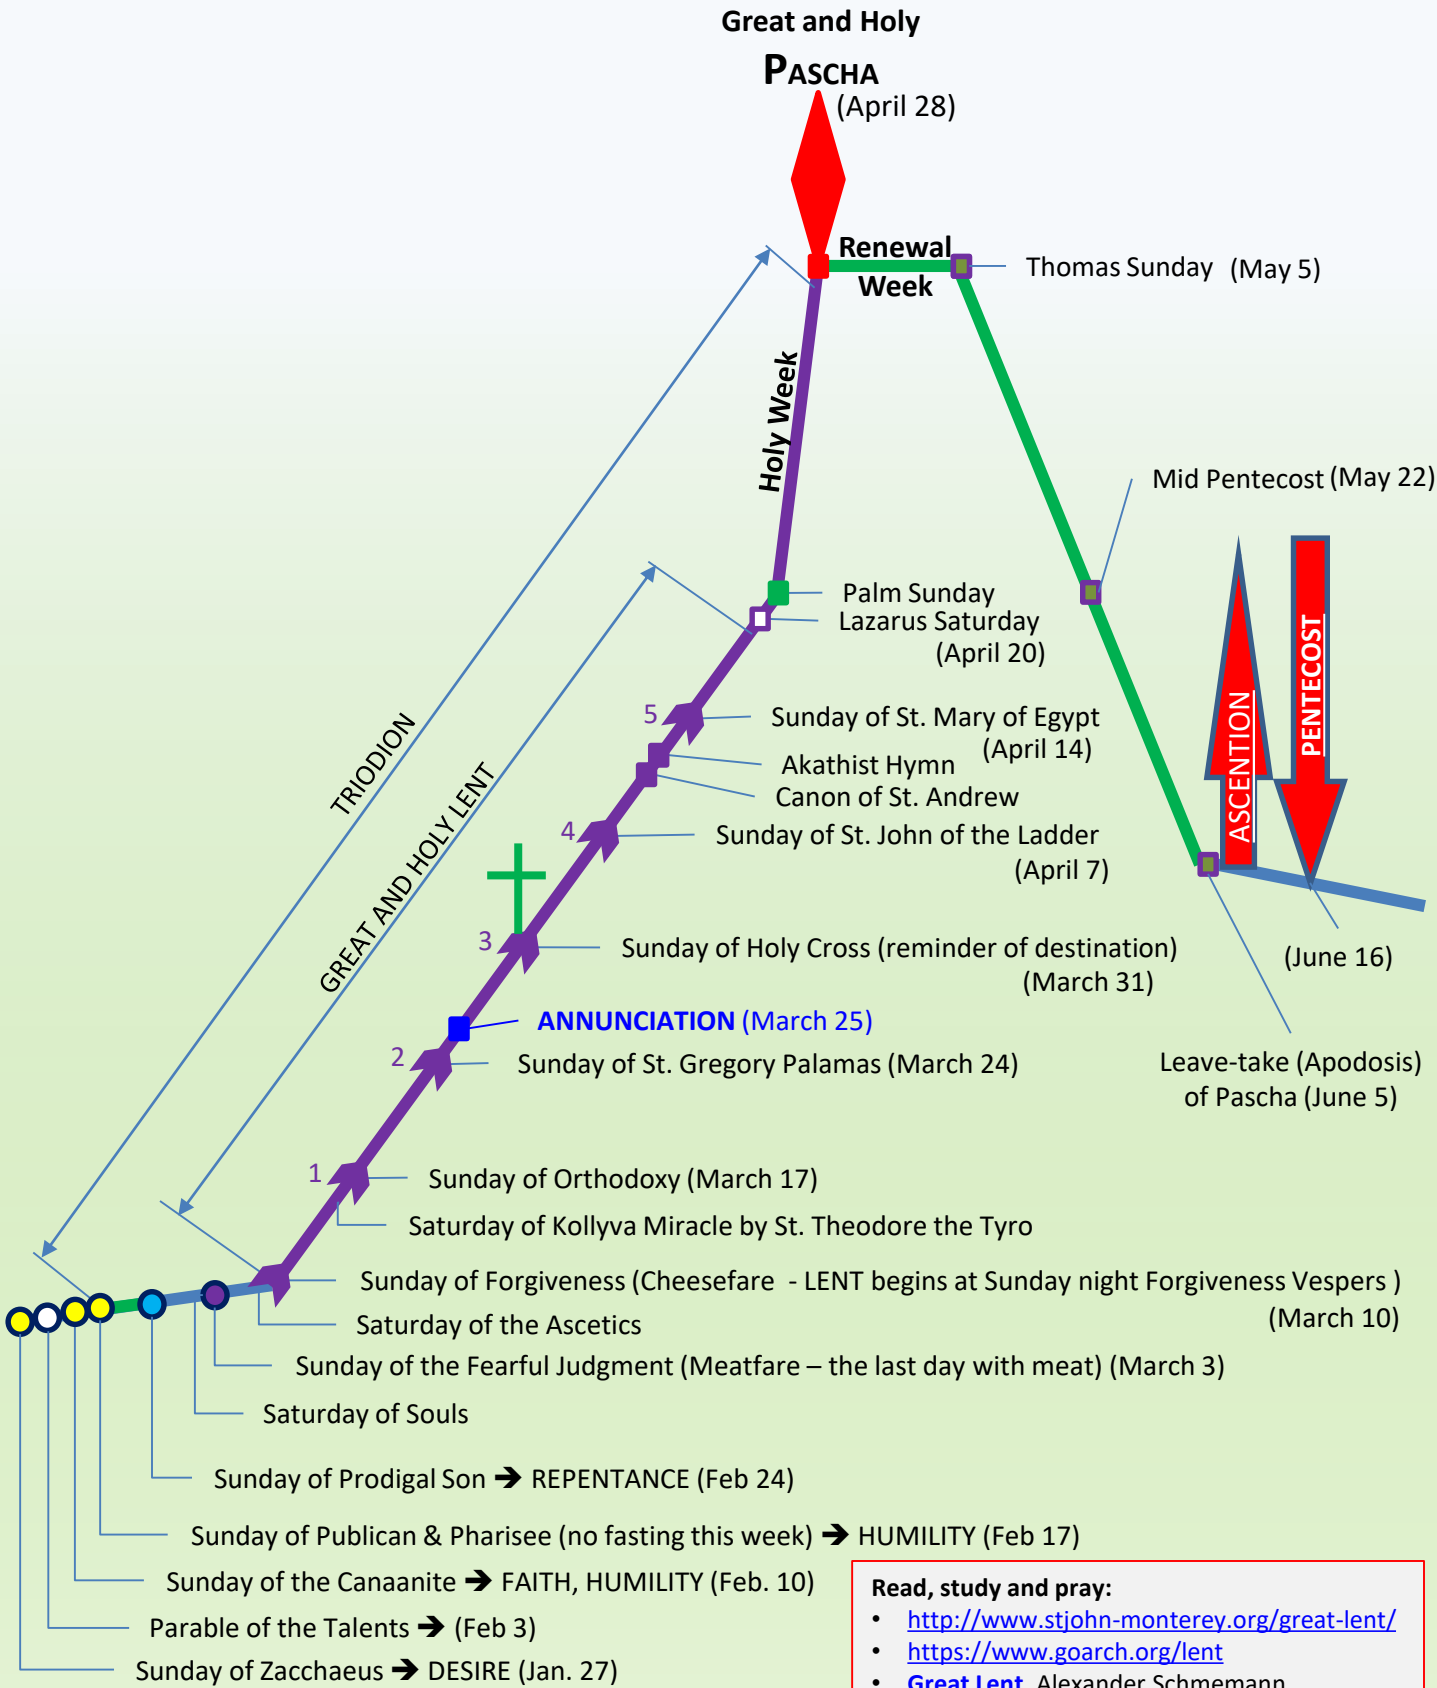 Great and Holy
PASCHA
(April 28)
Renewal
Week
Thomas Sunday (May 5)
Holy Week
Mid Pentecost (May 22)
TRIODION
GREAT AND HOLY LENT
Palm Sunday
Lazarus Saturday
(April 20)
ASCENTION
PENTECOST
5
Sunday of St. Mary of Egypt
(April 14)
Akathist Hymn
Canon of St. Andrew
4
Sunday of St. John of the Ladder
(April 7)
3
Sunday of Holy Cross (reminder of destination)
(March 31)
(June 16)
ANNUNCIATION (March 25)
2
Sunday of St. Gregory Palamas (March 24)
Leave-take (Apodosis)
of Pascha (June 5)
1
Sunday of Orthodoxy (March 17)
Saturday of Kollyva Miracle by St. Theodore the Tyro
Sunday of Forgiveness (Cheesefare - LENT begins at Sunday night Forgiveness Vespers )
(March 10)
Saturday of the Ascetics
Sunday of the Fearful Judgment (Meatfare – the last day with meat) (March 3)
Saturday of Souls
Sunday of Prodigal Son ➔ REPENTANCE (Feb 24)
Sunday of Publican & Pharisee (no fasting this week) ➔ HUMILITY (Feb 17)
Sunday of the Canaanite ➔ FAITH, HUMILITY (Feb. 10)
Parable of the Talents ➔ (Feb 3)
Sunday of Zacchaeus ➔ DESIRE (Jan. 27)
Read, study and pray:
• http://www.stjohn-monterey.org/great-lent/
• https://www.goarch.org/lent
• Great Lent, Alexander Schmemann